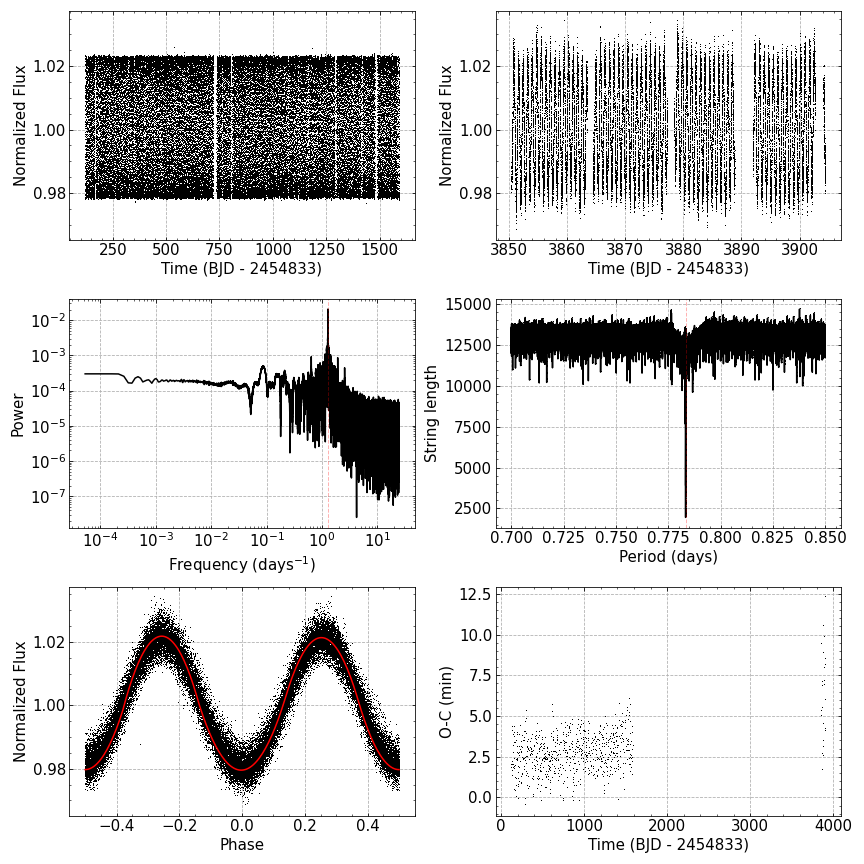 1.02
1.00
0.98
Normalized Flux
250 500 750 1000 1250 1500
Time (BJD - 2454833)
1.02
1.00
0.98
Normalized Flux
3850 3860 3870 3880 3890 3900
Time (BJD - 2454833)
10⁻²
10⁻³
10⁻⁴
10⁻⁵
10⁻⁶
10⁻⁷
Power
10⁻⁴ 10⁻³ 10⁻² 10⁻¹ 10⁰ 10¹
Frequency (days⁻¹)
15000
12500
10000
7500
5000
2500
String length
0.700 0.725 0.750 0.775 0.800 0.825 0.850
Period (days)
1.02
1.00
0.98
Normalized Flux
−0.4 −0.2 0.0 0.2 0.4
Phase
12.5
10.0
7.5
5.0
2.5
0.0
O-C (min)
0 1000 2000 3000 4000
Time (BJD - 2454833)